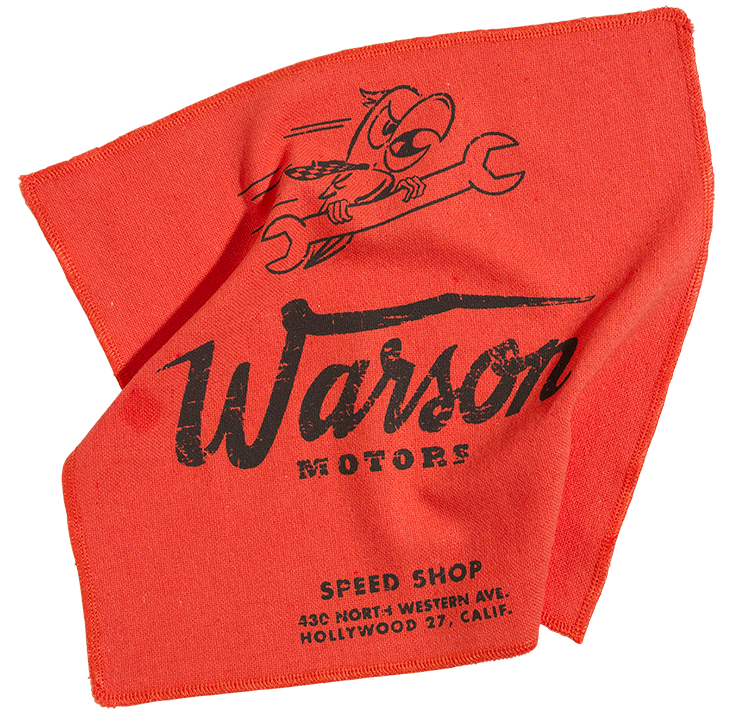 Warson
MOTORS
SPEED SHOP
430 NORTH WESTERN AVE.
HOLLYWOOD 27, CALIF.